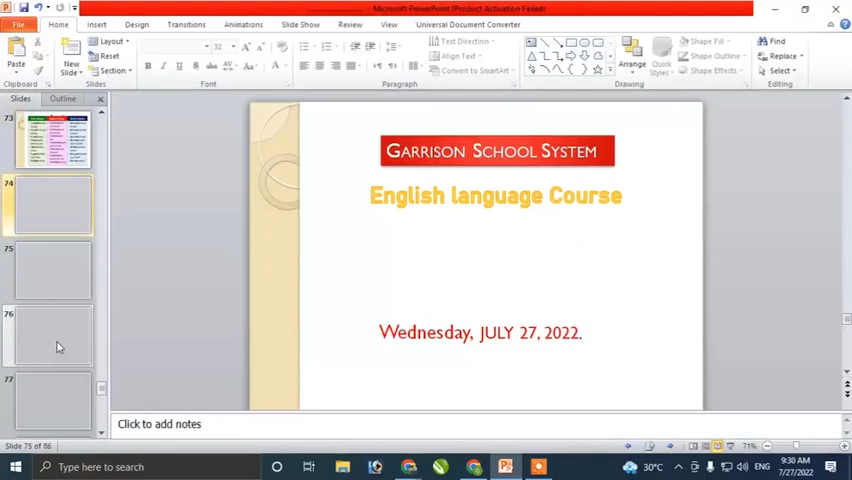 Microsoft PowerPoint (Product Activation Failed)
File
Home
Insert
Design
Transitions
Animations
Slide Show
Review
View
Universal Document Converter
Paste
Clipboard
New
Slide
Layout
Reset
Section
Slides
32
Font
Text Direction
Align Text
Convert to SmartArt
Paragraph
Arrange
Quick
Styles
Shape Fill
Shape Outline
Shape Effects
Drawing
Find
Replace
Select
Editing
Slides
Outline
73
74
75
76
77
GARRISON SCHOOL SYSTEM
English language Course
Wednesday, JULY 27, 2022.
Click to add notes
Slide 75 of 86
71%
Type here to search
30°C
ENG
9:30 AM
7/27/2022